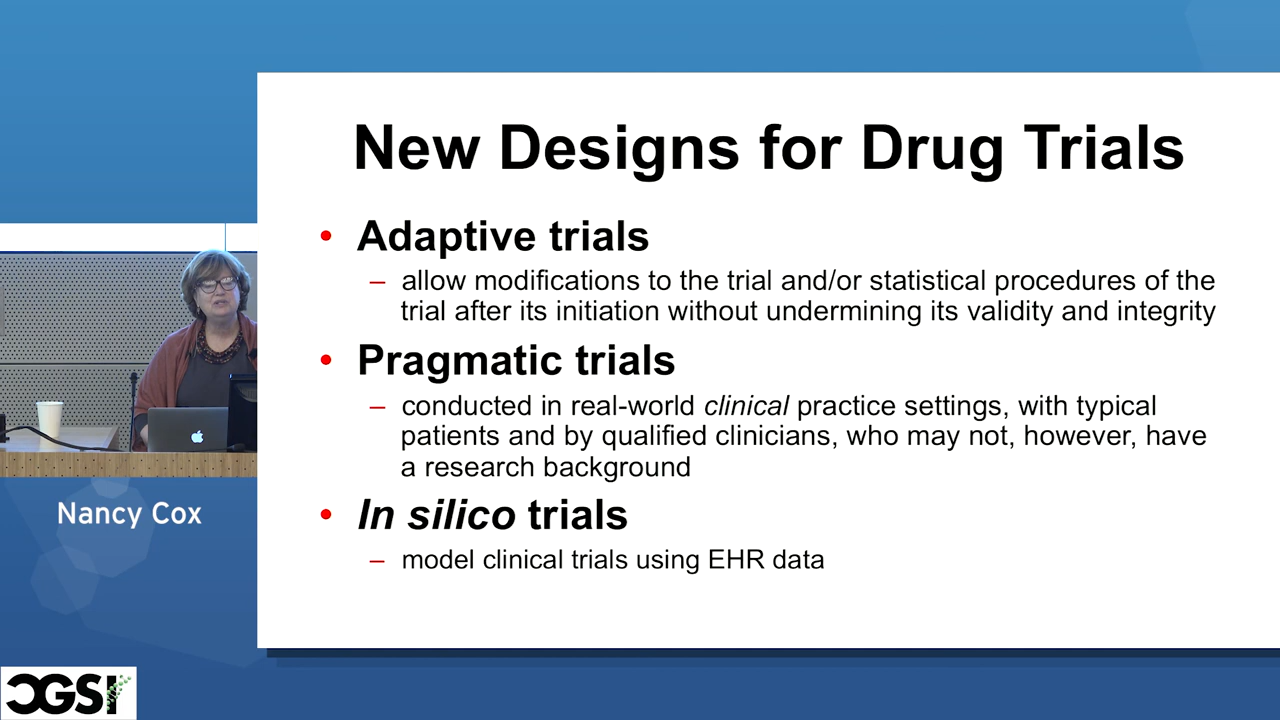 New Designs for Drug Trials
• Adaptive trials
– allow modifications to the trial and/or statistical procedures of the
trial after its initiation without undermining its validity and integrity
• Pragmatic trials
– conducted in real-world clinical practice settings, with typical
patients and by qualified clinicians, who may not, however, have
a research background
• In silico trials
– model clinical trials using EHR data
Nancy Cox
CGSI